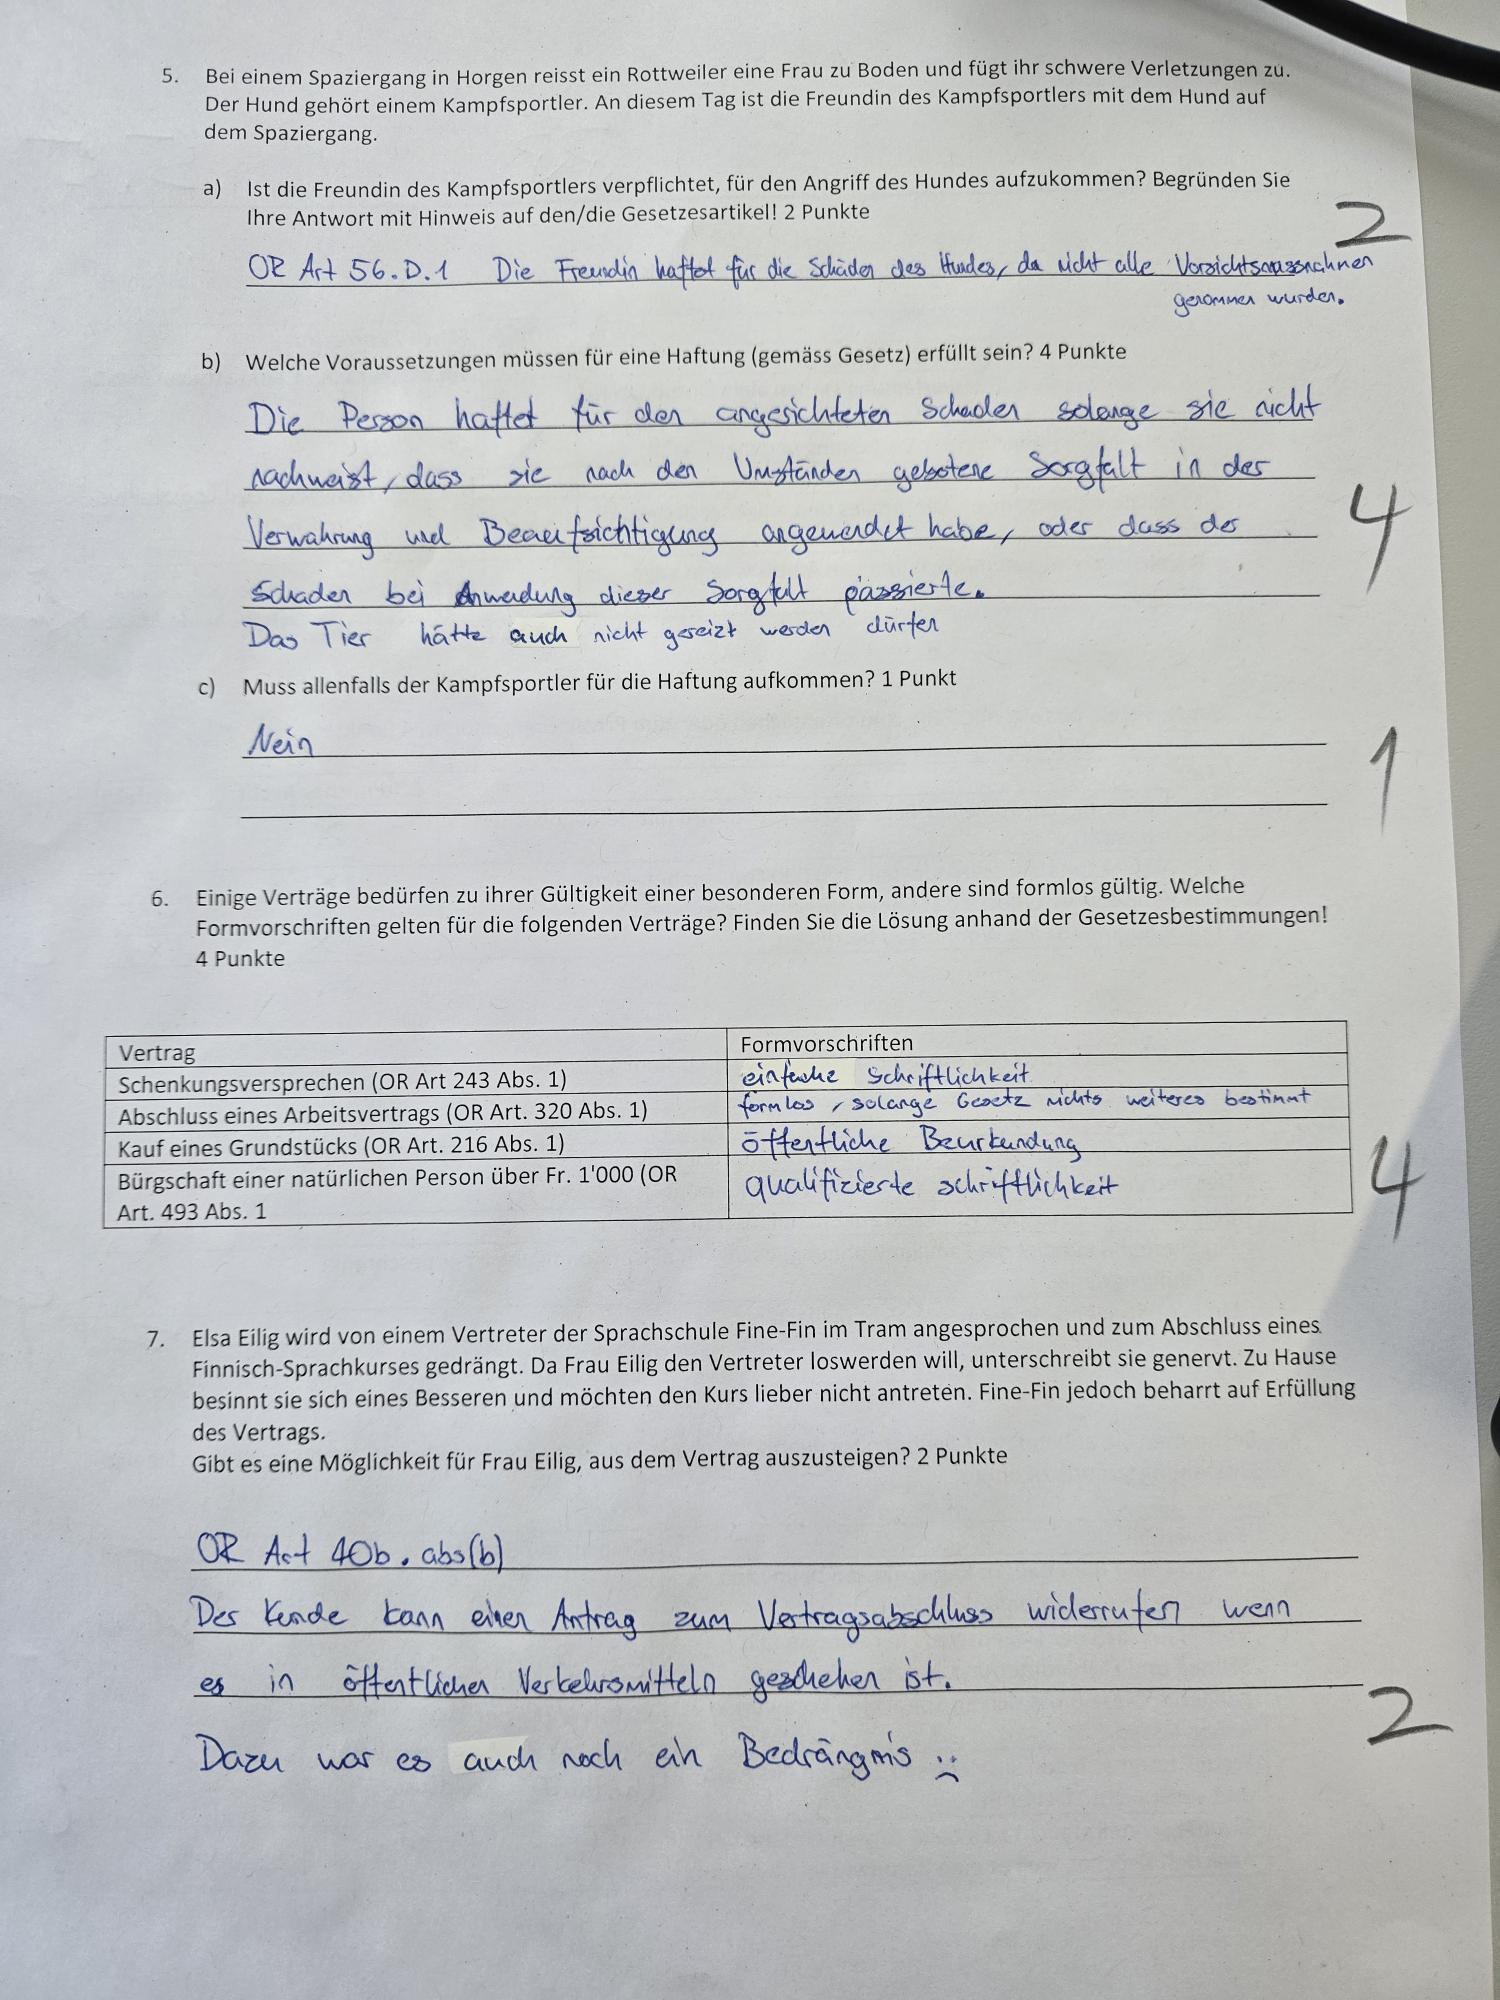 5. Bei einem Spaziergang in Horgen reisst ein Rottweiler eine Frau zu Boden und fügt ihr schwere Verletzungen zu.
Der Hund gehört einem Kampfsportler. An diesem Tag ist die Freundin des Kampfsportlers mit dem Hund auf
dem Spaziergang.
a) Ist die Freundin des Kampfsportlers verpflichtet, für den Angriff des Hundes aufzukommen? Begründen Sie
Ihre Antwort mit Hinweis auf den/die Gesetzesartikel! 2 Punkte
2
OR Art 56.D.1 Die Freundin haftet für die Schäden des Hundes, da nicht alle Vorsichtsmassnahmen
genommen wurden.
b) Welche Voraussetzungen müssen für eine Haftung (gemäss Gesetz) erfüllt sein? 4 Punkte
Die Person haftet für den angerichteten Schaden solange sie nicht
nachweist, dass sie nach den Umständen gebotene Sorgfalt in der
Verwahrung und Beaufsichtigung angewendet habe, oder dass der
4
Schaden bei Anwendung dieser Sorgfalt passierte.
Das Tier hätte auch nicht gereizt werden dürfen
c) Muss allenfalls der Kampfsportler für die Haftung aufkommen? 1 Punkt
Nein
1
6. Einige Verträge bedürfen zu ihrer Gültigkeit einer besonderen Form, andere sind formlos gültig. Welche
Formvorschriften gelten für die folgenden Verträge? Finden Sie die Lösung anhand der Gesetzesbestimmungen!
4 Punkte
Vertrag Formvorschriften
Schenkungsversprechen (OR Art 243 Abs. 1) einfache Schriftlichkeit
Abschluss eines Arbeitsvertrags (OR Art. 320 Abs. 1) formlos, solange Gesetz nichts weiteres bestimmt
Kauf eines Grundstücks (OR Art. 216 Abs. 1) öffentliche Beurkundung
Bürgschaft einer natürlichen Person über Fr. 1'000 (OR qualifizierte schriftlichkeit
Art. 493 Abs. 1
4
7. Elsa Eilig wird von einem Vertreter der Sprachschule Fine-Fin im Tram angesprochen und zum Abschluss eines
Finnisch-Sprachkurses gedrängt. Da Frau Eilig den Vertreter loswerden will, unterschreibt sie genervt. Zu Hause
besinnt sie sich eines Besseren und möchten den Kurs lieber nicht antreten. Fine-Fin jedoch beharrt auf Erfüllung
des Vertrags.
Gibt es eine Möglichkeit für Frau Eilig, aus dem Vertrag auszusteigen? 2 Punkte
OR Art 40b. abs(b)
Der Kunde kann einen Antrag zum Vertragsabschluss widerrufen wenn
es in öffentlichen Verkehrsmitteln geschehen ist.
2
Dazu war es auch noch ein Bedrängnis :(